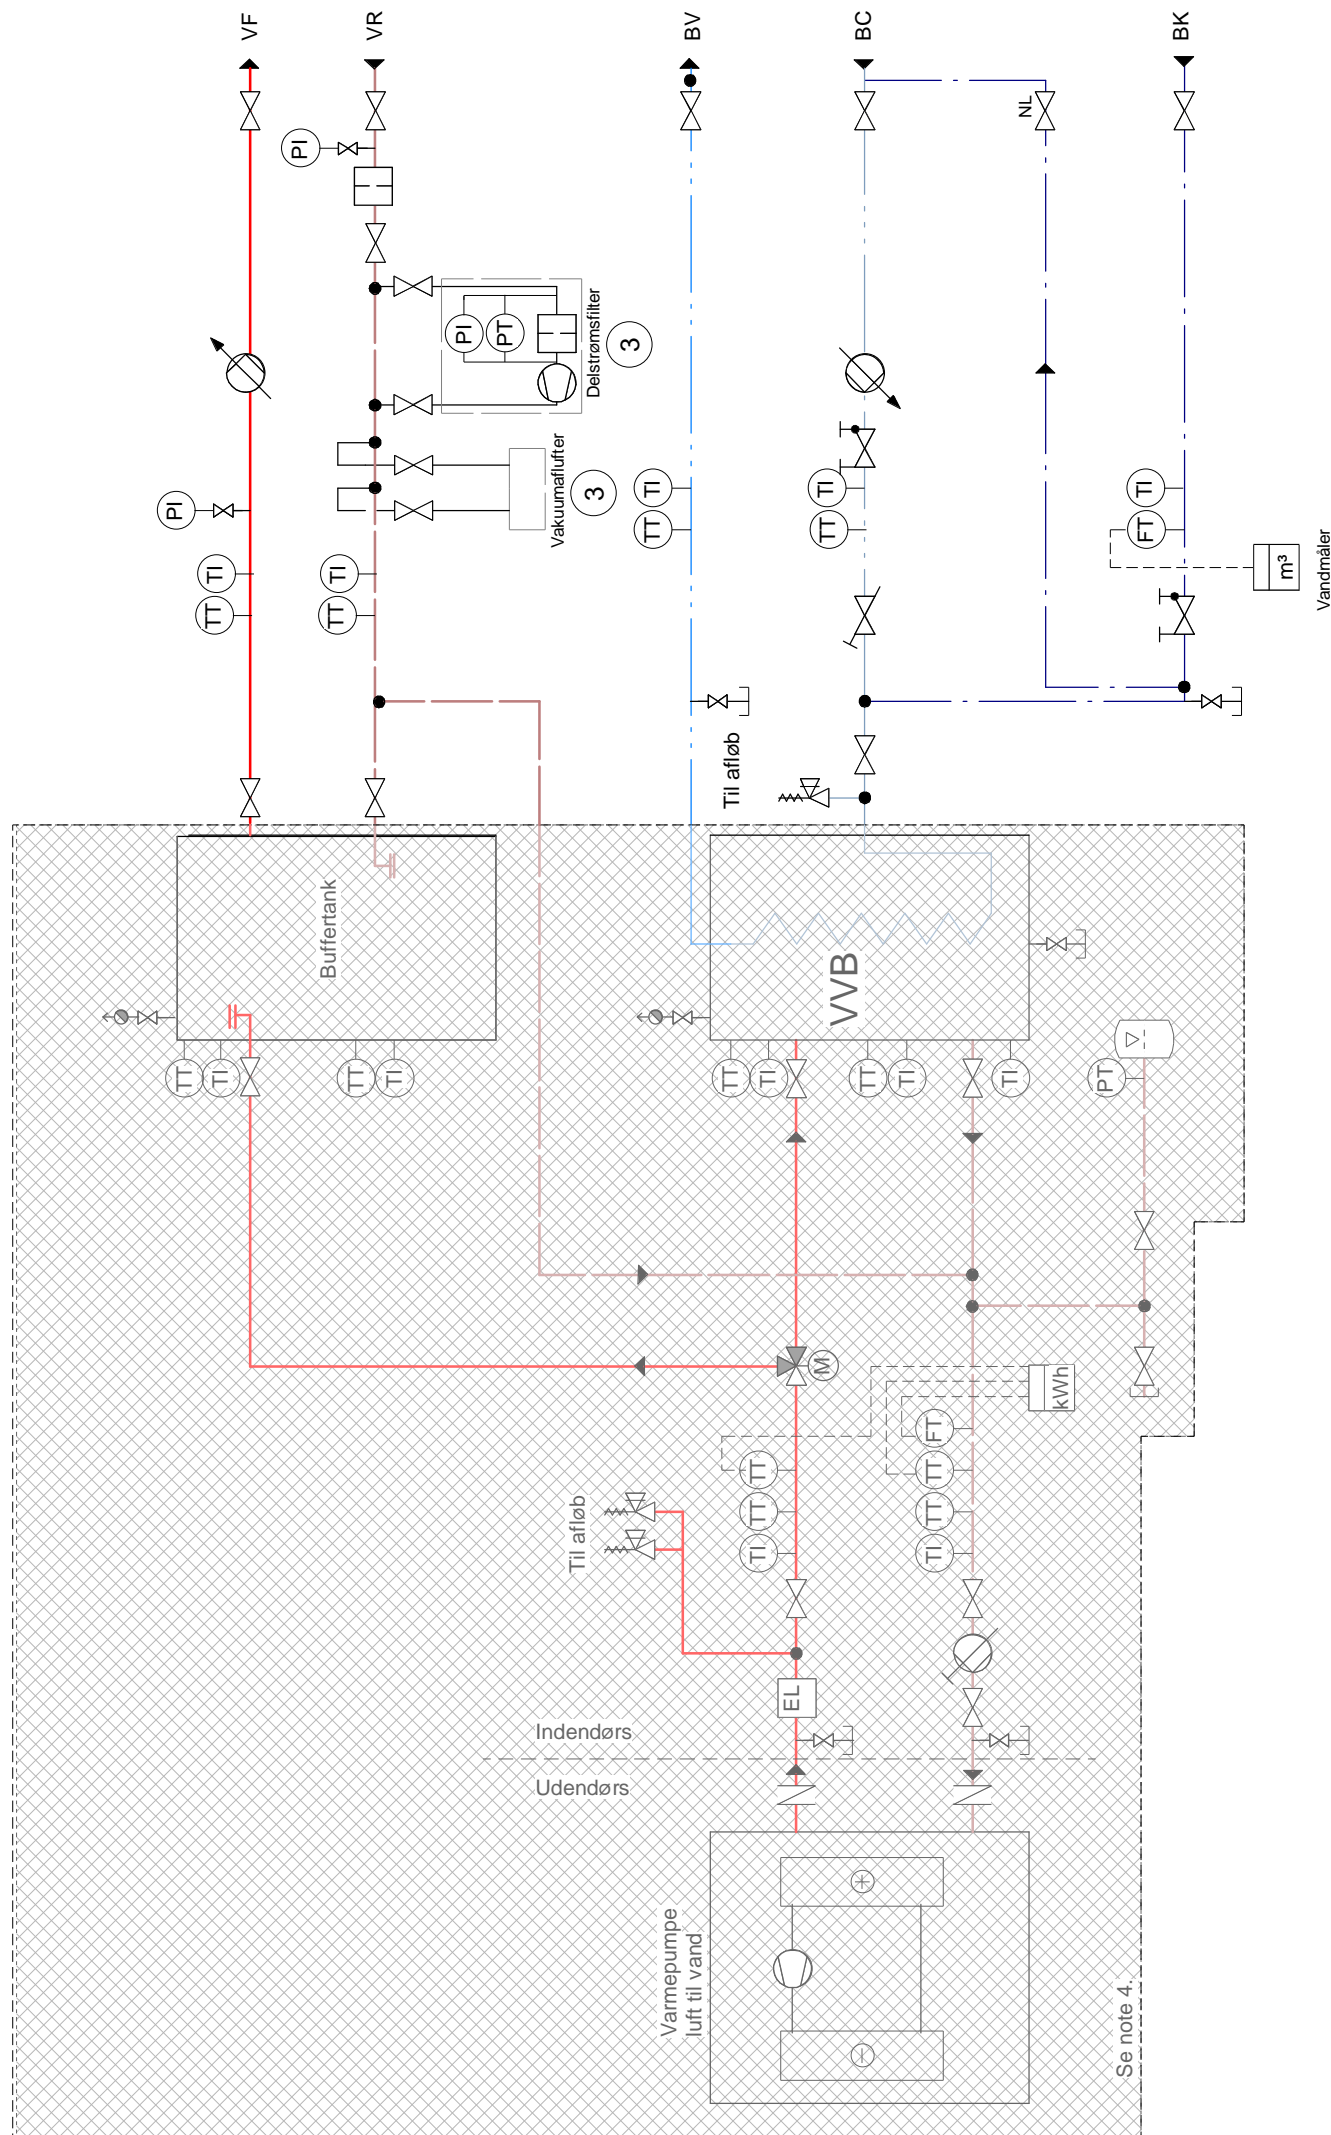 VF
VR
BV
BC
BK
NL
PI
PI
PT
Delstrømsfilter
3
PI
Vakuumaflufter
3
TI
TT
TI
TT
TI
TT
TI
TT
TI
FT
m³
Vandmåler
Til afløb
Buffertank
VVB
TT
TI
TT
TI
TT
TI
TT
TI
TI
PT
M
kWh
FT
TT
TT
TI
TT
TT
TI
Til afløb
EL
Indendørs
Udendørs
Varmepumpe
luft til vand
Se note 4.